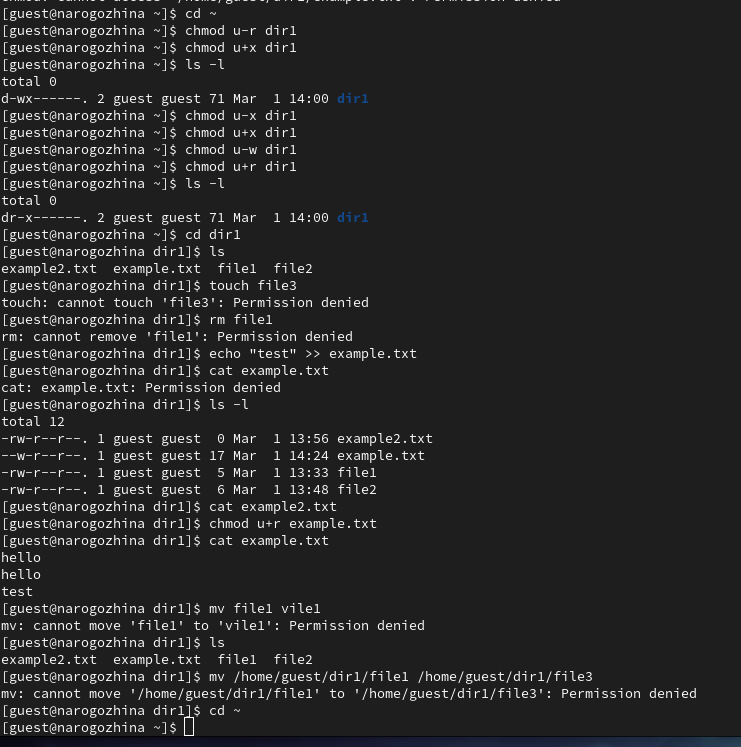 [guest@narogozhina ~]$ cd ~
[guest@narogozhina ~]$ chmod u-r dir1
[guest@narogozhina ~]$ chmod u+x dir1
[guest@narogozhina ~]$ ls -l
total 0
d-wx------. 2 guest guest 71 Mar  1 14:00 dir1
[guest@narogozhina ~]$ chmod u-x dir1
[guest@narogozhina ~]$ chmod u+x dir1
[guest@narogozhina ~]$ chmod u-w dir1
[guest@narogozhina ~]$ chmod u+r dir1
[guest@narogozhina ~]$ ls -l
total 0
dr-x------. 2 guest guest 71 Mar  1 14:00 dir1
[guest@narogozhina ~]$ cd dir1
[guest@narogozhina dir1]$ ls
example2.txt  example.txt  file1  file2
[guest@narogozhina dir1]$ touch file3
touch: cannot touch 'file3': Permission denied
[guest@narogozhina dir1]$ rm file1
rm: cannot remove 'file1': Permission denied
[guest@narogozhina dir1]$ echo "test" >> example.txt
[guest@narogozhina dir1]$ cat example.txt
cat: example.txt: Permission denied
[guest@narogozhina dir1]$ ls -l
total 12
-rw-r--r--. 1 guest guest  0 Mar  1 13:56 example2.txt
--w-r--r--. 1 guest guest 17 Mar  1 14:24 example.txt
-rw-r--r--. 1 guest guest  5 Mar  1 13:33 file1
-rw-r--r--. 1 guest guest  6 Mar  1 13:48 file2
[guest@narogozhina dir1]$ cat example2.txt
[guest@narogozhina dir1]$ chmod u+r example.txt
[guest@narogozhina dir1]$ cat example.txt
hello
hello
test
[guest@narogozhina dir1]$ mv file1 vile1
mv: cannot move 'file1' to 'vile1': Permission denied
[guest@narogozhina dir1]$ ls
example2.txt  example.txt  file1  file2
[guest@narogozhina dir1]$ mv /home/guest/dir1/file1 /home/guest/dir1/file3
mv: cannot move '/home/guest/dir1/file1' to '/home/guest/dir1/file3': Permission denied
[guest@narogozhina dir1]$ cd ~
[guest@narogozhina ~]$